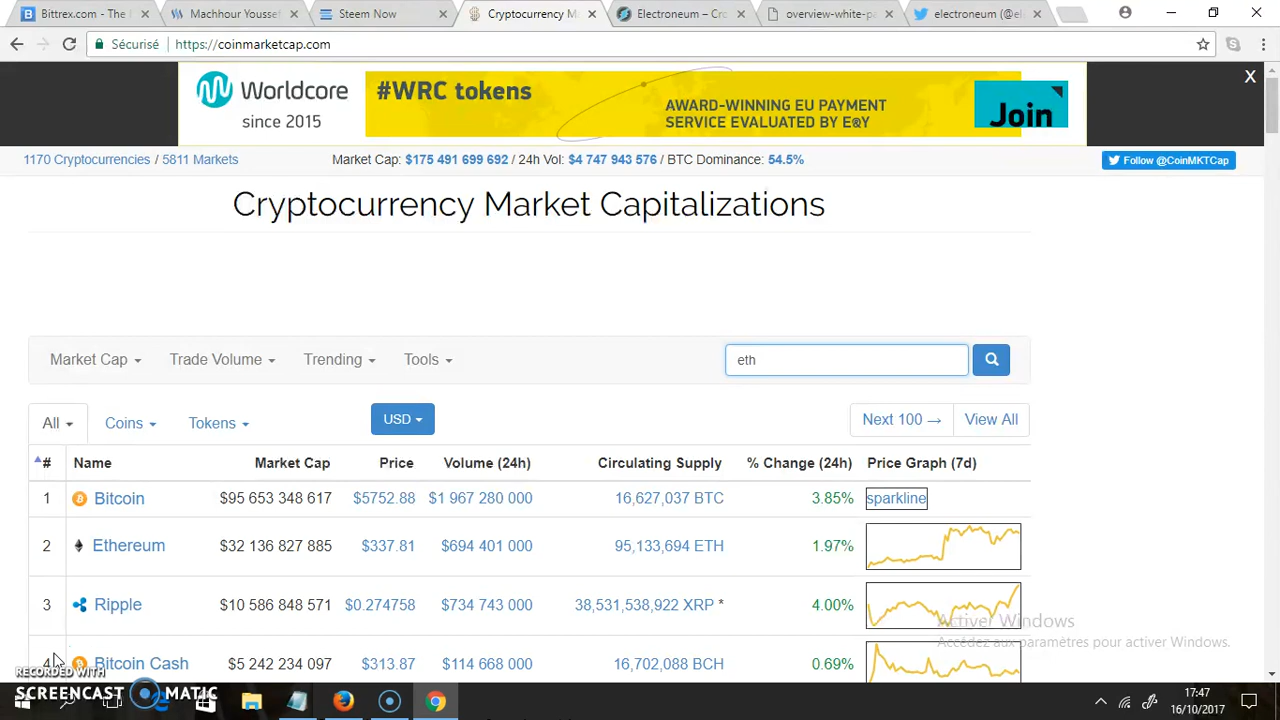 Bittrex.com - The
Machhour Yousset
Steem Now
Cryptocurrency M
Electroneum - Cr
overview-white-p
electroneum (@el
Sécurisé https://coinmarketcap.com
Worldcore
since 2015
#WRC tokens
AWARD-WINNING EU PAYMENT
SERVICE EVALUATED BY E@Y
Join
X
1170 Cryptocurrencies / 5811 Markets
Market Cap: $175 491 699 692 / 24h Vol: $4 747 943 576 / BTC Dominance: 54.5%
Follow @CoinMKTCap
Cryptocurrency Market Capitalizations
Market Cap Trade Volume Trending Tools
eth
All Coins Tokens USD Next 100 → View All
# Name Market Cap Price Volume (24h) Circulating Supply % Change (24h) Price Graph (7d)
1 Bitcoin $95 653 348 617 $5752.88 $1 967 280 000 16,627,037 BTC 3.85% sparkline
2 Ethereum $32 136 827 885 $337.81 $694 401 000 95,133,694 ETH 1.97%
3 Ripple $10 586 848 571 $0.274758 $734 743 000 38,531,538,922 XRP * 4.00%
4 Bitcoin Cash $5 242 234 097 $313.87 $114 668 000 16,702,088 BCH 0.69%
Activer Windows
Accédez aux paramètres pour activer Windows.
RECORDED WITH
SCREENCAST MATIC
17:47
16/10/2017